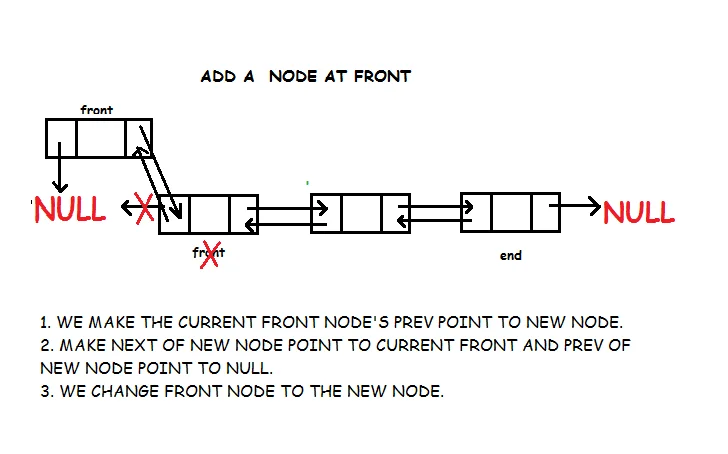 ADD A NODE AT FRONT
front
NULL
NULL
front
end
1. WE MAKE THE CURRENT FRONT NODE'S PREV POINT TO NEW NODE.
2. MAKE NEXT OF NEW NODE POINT TO CURRENT FRONT AND PREV OF
NEW NODE POINT TO NULL.
3. WE CHANGE FRONT NODE TO THE NEW NODE.